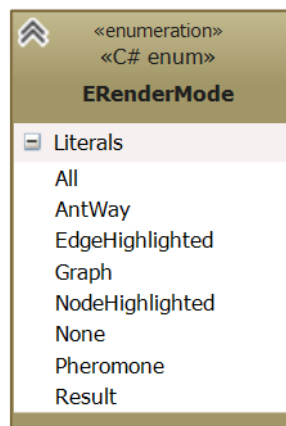 «enumeration»
«C# enum»
ERenderMode
Literals
All
AntWay
EdgeHighlighted
Graph
NodeHighlighted
None
Pheromone
Result